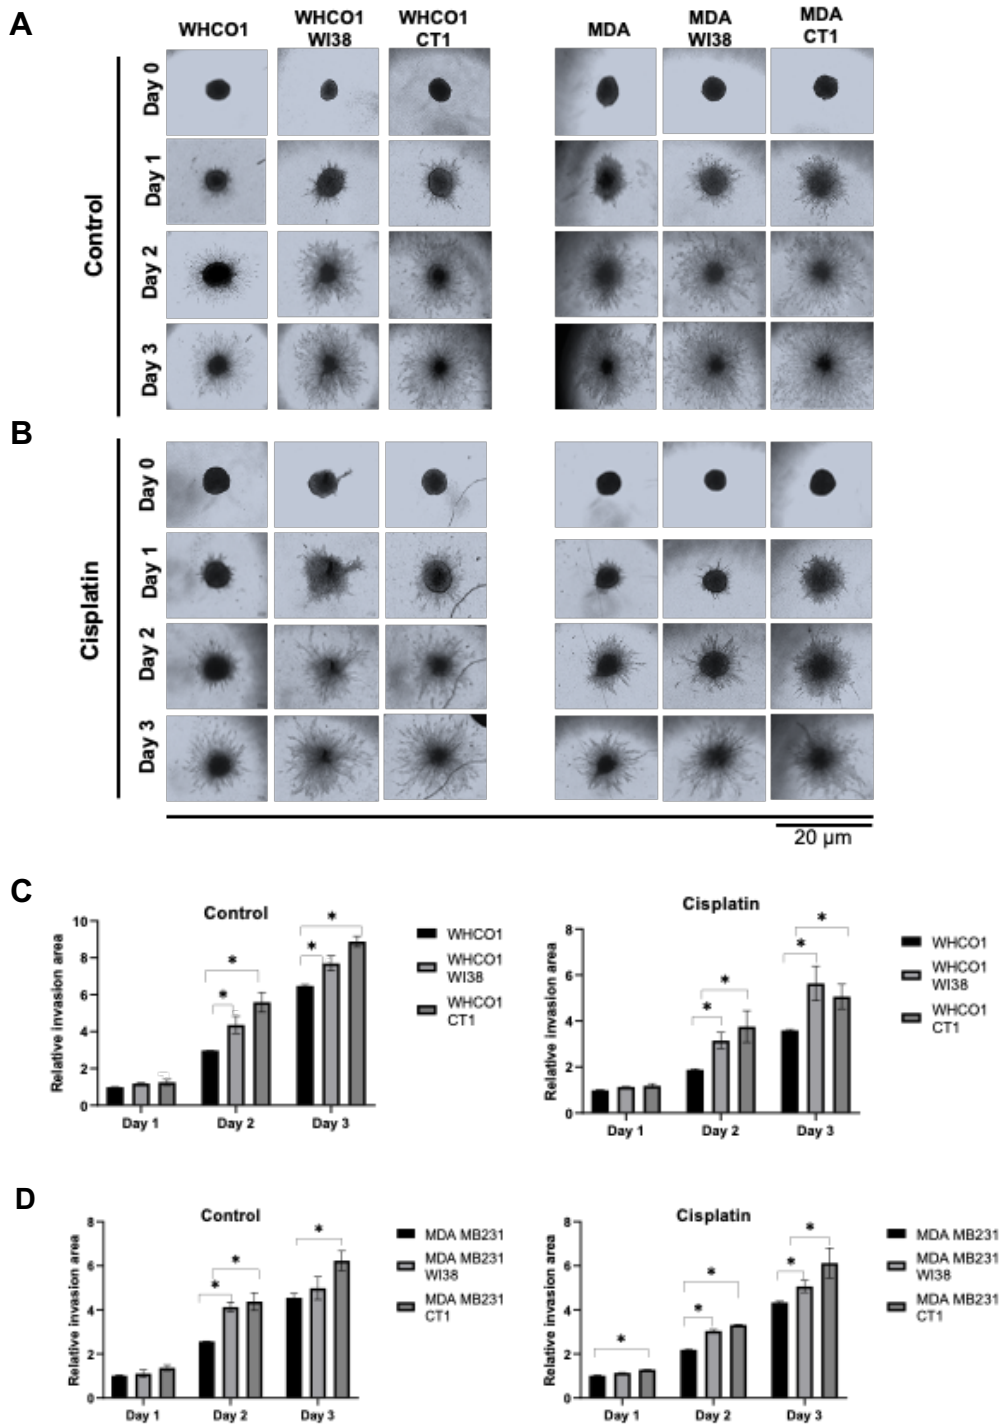 A
WHCO1
WHCO1
WI38
WHCO1
CT1
MDA
MDA
WI38
MDA
CT1
Control
Day 0
Day 1
Day 2
Day 3
B
Cisplatin
Day 0
Day 1
Day 2
Day 3
20 µm
C
Control
Relative invasion area
10
8
6
4
2
0
*
*
*
*
Day 1
Day 2
Day 3
WHCO1
WHCO1
WI38
WHCO1
CT1
Cisplatin
Relative invasion area
8
6
4
2
0
*
*
*
*
Day 1
Day 2
Day 3
WHCO1
WHCO1
WI38
WHCO1
CT1
D
Control
Relative invasion area
8
6
4
2
0
*
*
*
Day 1
Day 2
Day 3
MDA MB231
MDA MB231
WI38
MDA MB231
CT1
Cisplatin
Relative invasion area
8
6
4
2
0
*
*
*
*
*
Day 1
Day 2
Day 3
MDA MB231
MDA MB231
WI38
MDA MB231
CT1